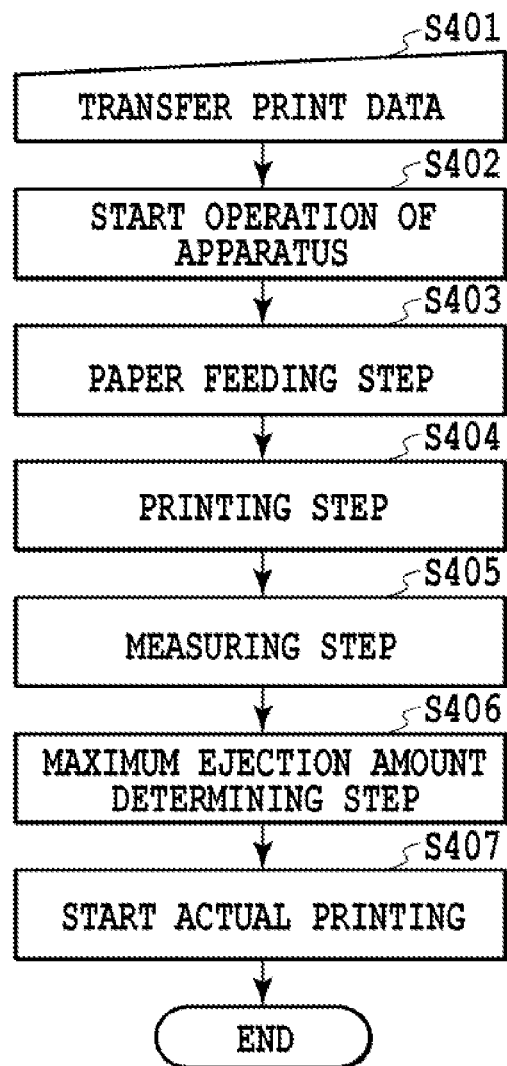 S401
TRANSFER PRINT DATA
S402
START OPERATION OF
APPARATUS
S403
PAPER FEEDING STEP
S404
PRINTING STEP
S405
MEASURING STEP
S406
MAXIMUM EJECTION AMOUNT
DETERMINING STEP
S407
START ACTUAL PRINTING
END